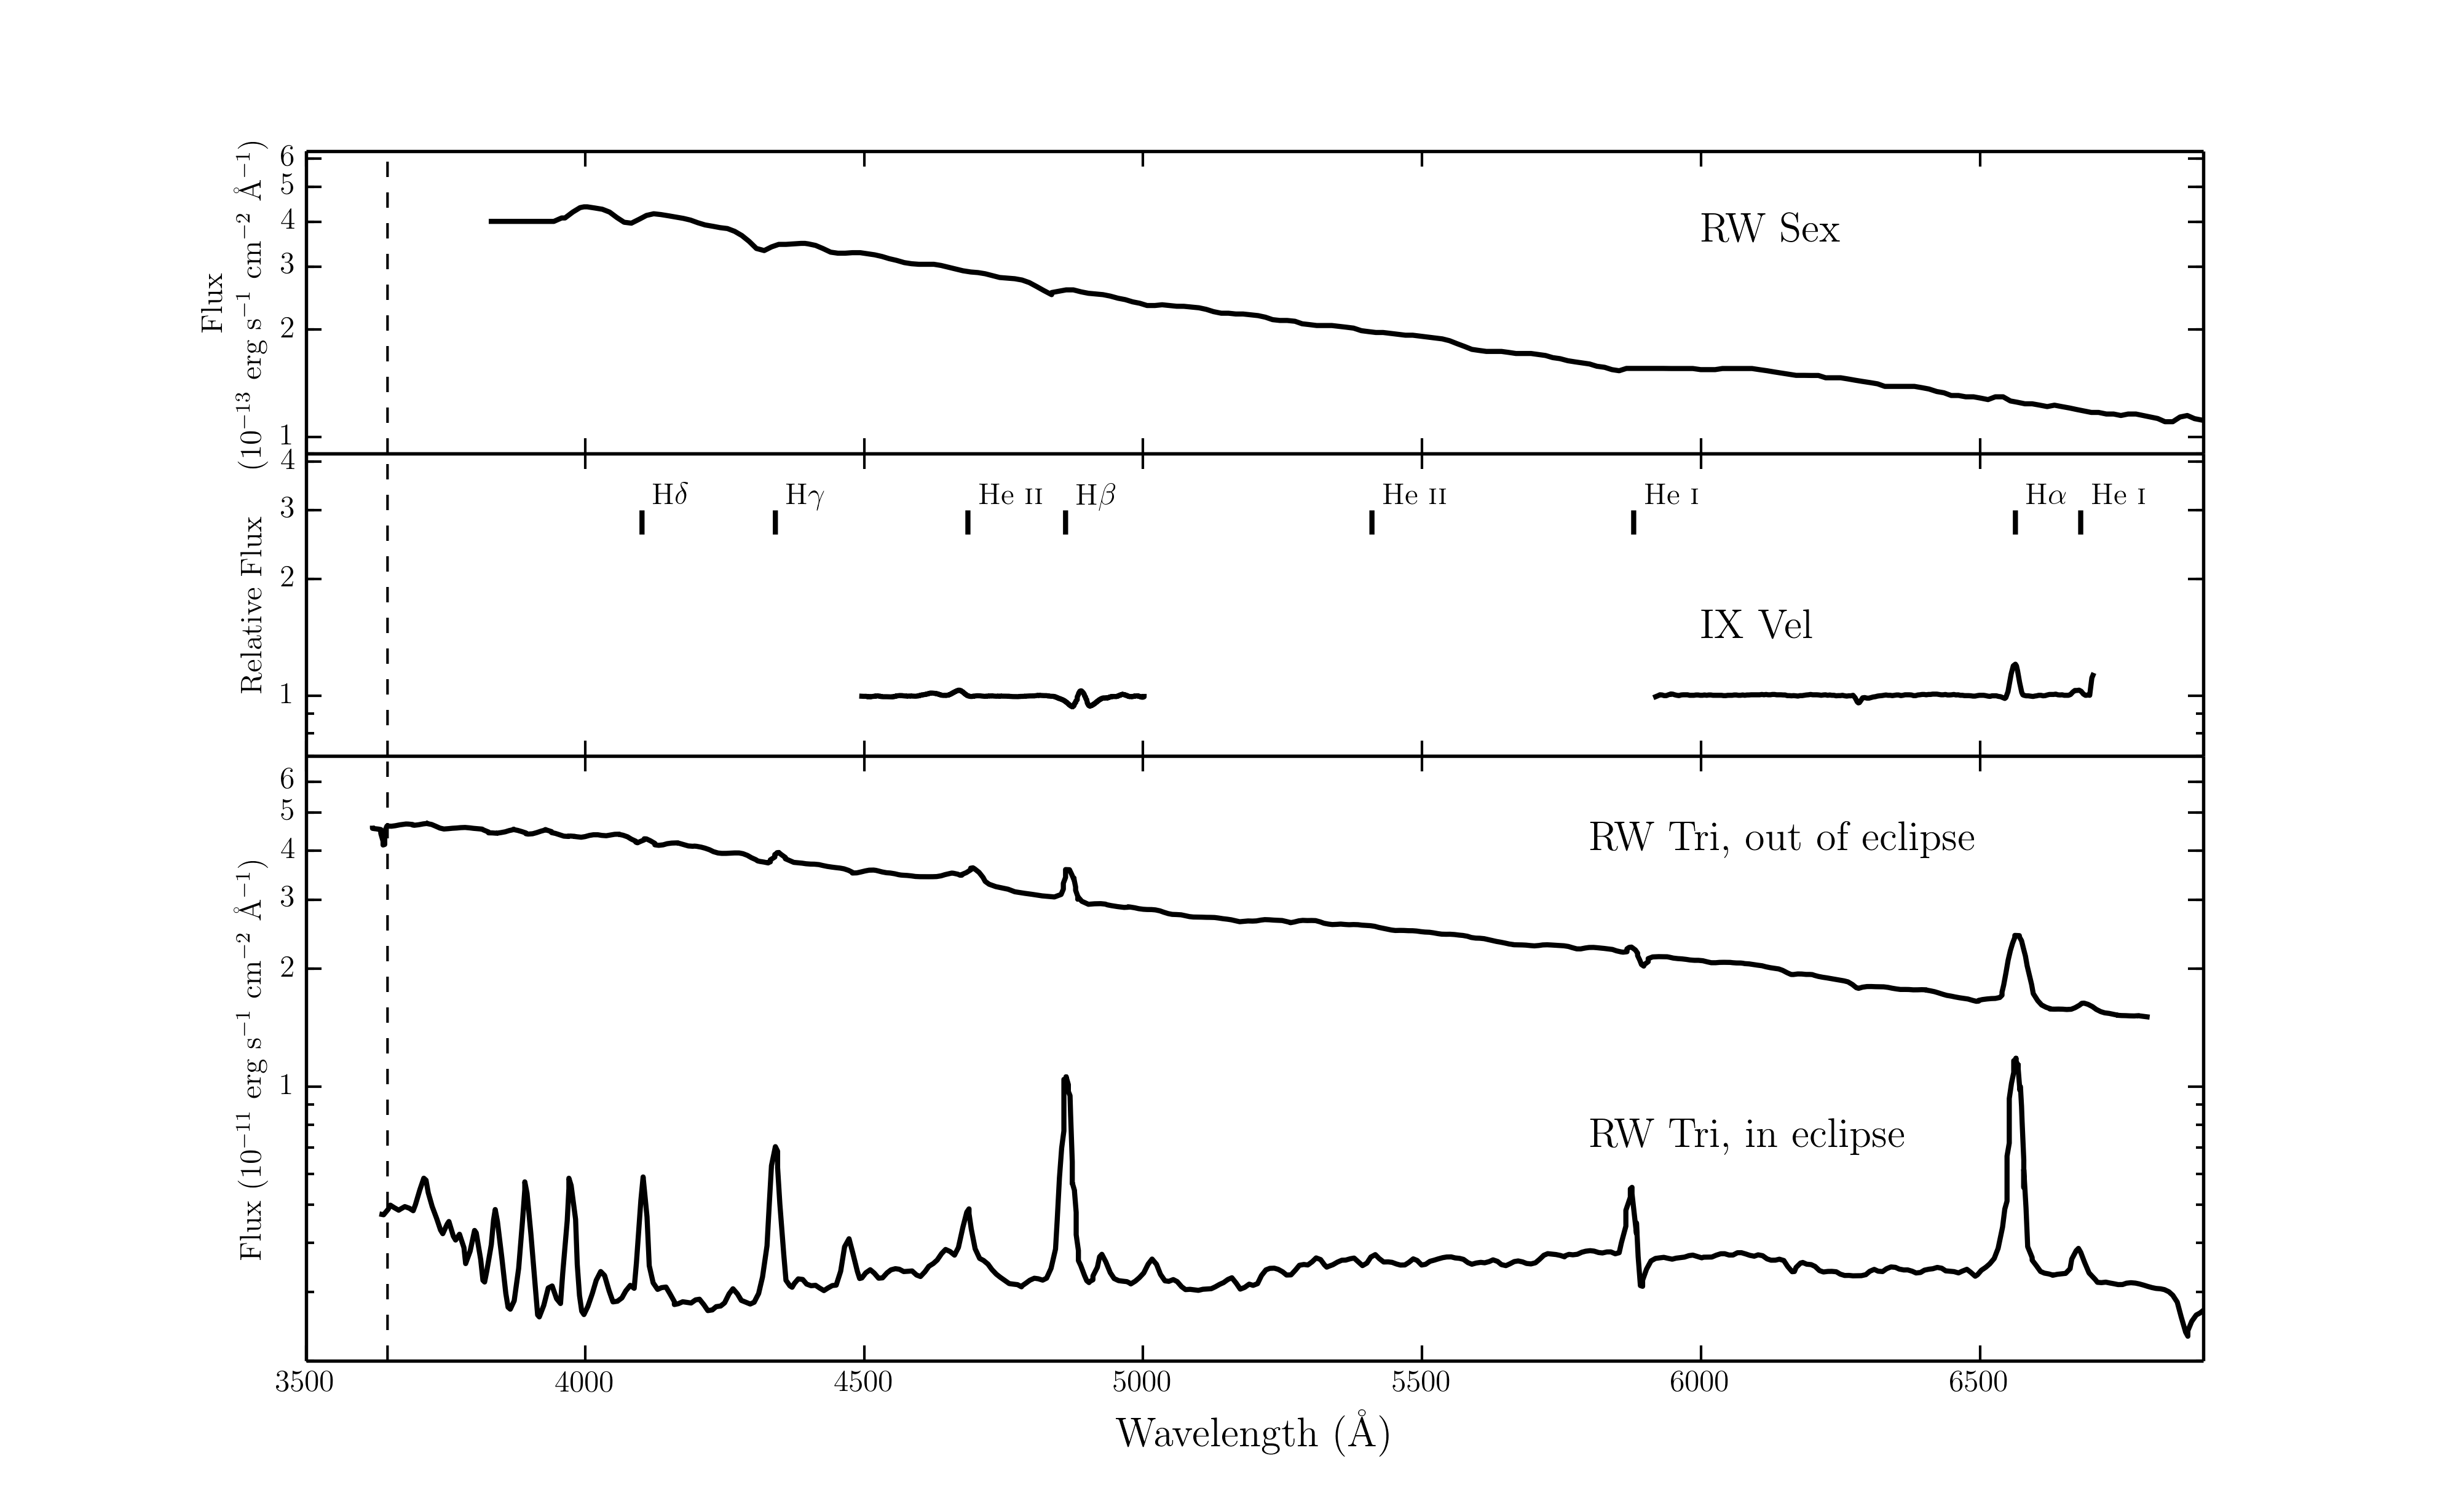 Flux
(10⁻¹³ erg s⁻¹ cm⁻² Å⁻¹)
6
5
4
3
2
1
RW Sex
Relative Flux
4
3
2
1
Hδ Hγ He II Hβ He II He I Hα He I
IX Vel
Flux (10⁻¹¹ erg s⁻¹ cm⁻² Å⁻¹)
6
5
4
3
2
1
RW Tri, out of eclipse
RW Tri, in eclipse
3500 4000 4500 5000 5500 6000 6500
Wavelength (Å)